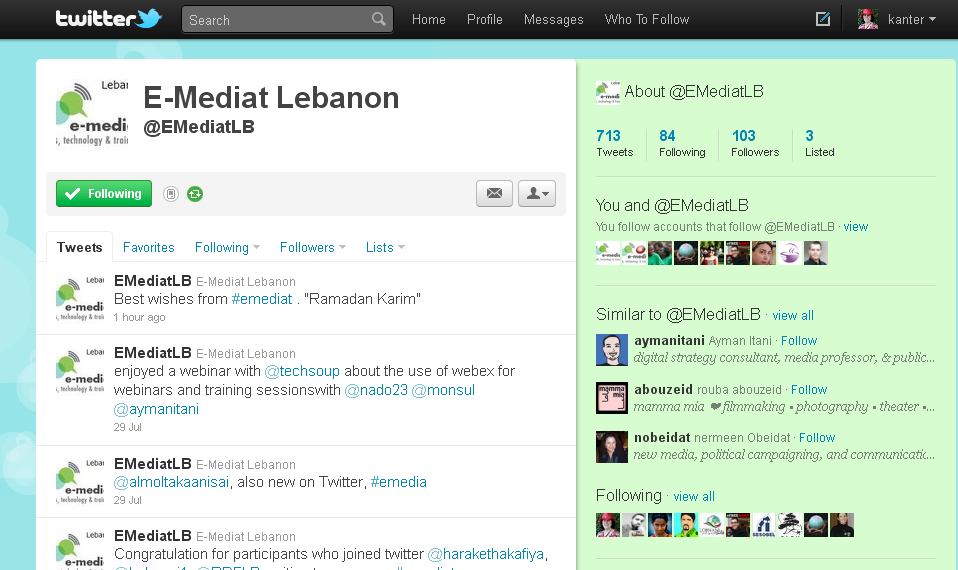 twitter
Search
Home Profile Messages Who To Follow
kanter
Leba
e-medi
, technology & trai
E-Mediat Lebanon
@EMediatLB
Following
Tweets Favorites Following Followers Lists
EMediatLB E-Mediat Lebanon
Best wishes from #emediat . "Ramadan Karim"
1 hour ago
EMediatLB E-Mediat Lebanon
enjoyed a webinar with @techsoup about the use of webex for
webinars and training sessionswith @nado23 @monsul
@aymanitani
29 Jul
EMediatLB E-Mediat Lebanon
@almoltakaanisai, also new on Twitter, #emedia
29 Jul
EMediatLB E-Mediat Lebanon
Congratulation for participants who joined twitter @harakethakafiya,
About @EMediatLB
713 84 103 3
Tweets Following Followers Listed
You and @EMediatLB
You follow accounts that follow @EMediatLB · view
Similar to @EMediatLB · view all
aymanitani Ayman Itani · Follow
digital strategy consultant, media professor, & public...
abouzeid rouba abouzeid · Follow
mamma mia ❤filmmaking • photography • theater •...
nobeidat nermeen Obeidat · Follow
new media, political campaigning, and communicatio...
Following · view all